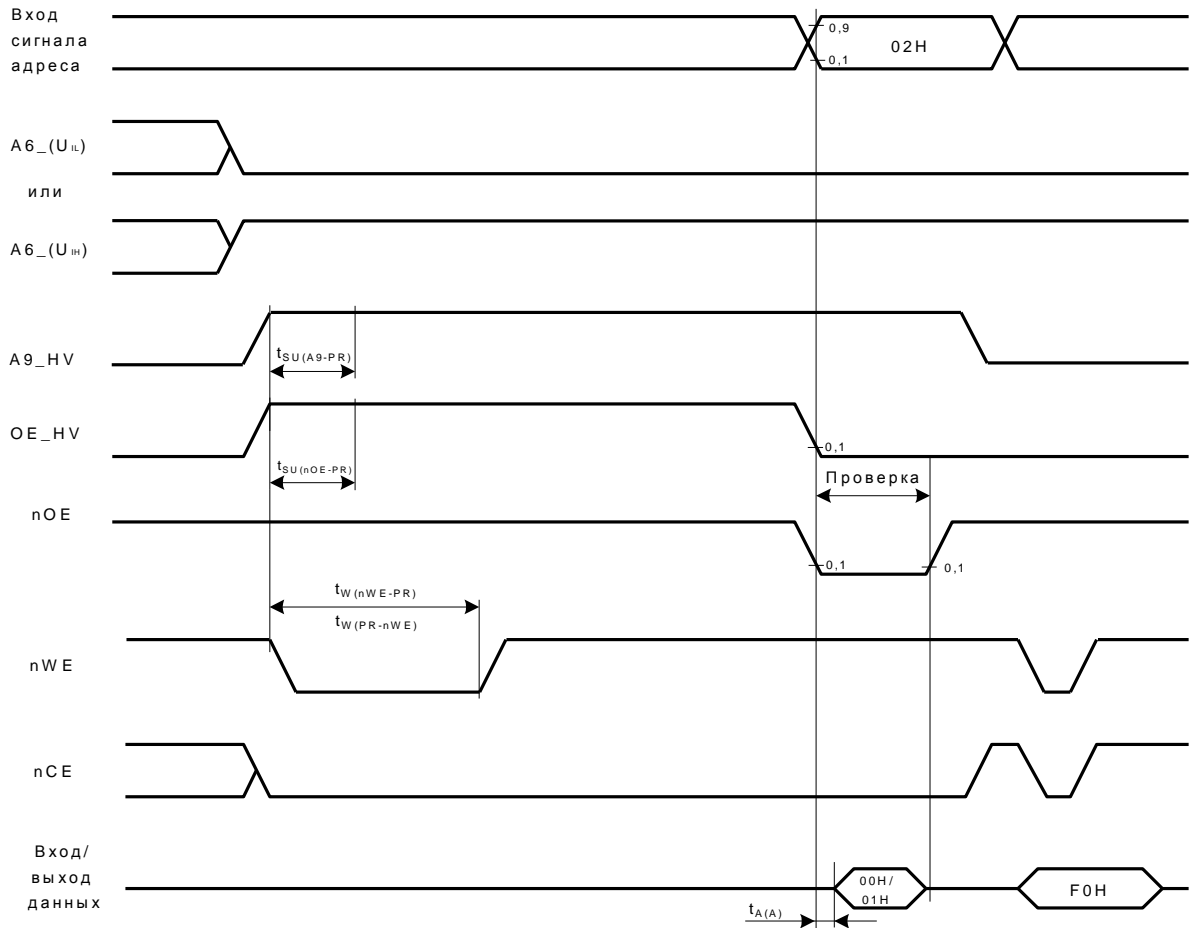 Вход
сигнала
адреса
0,9
0,1
02H
A6_(UIL)
или
A6_(UIH)
A9_HV
tSU(A9-PR)
OE_HV
0,1
tSU(nOE-PR)
Проверка
nOE
0,1
0,1
tW(nWE-PR)
tW(PR-nWE)
nWE
nCE
Вход/
выход
данных
00H/
01H
F0H
tA(A)